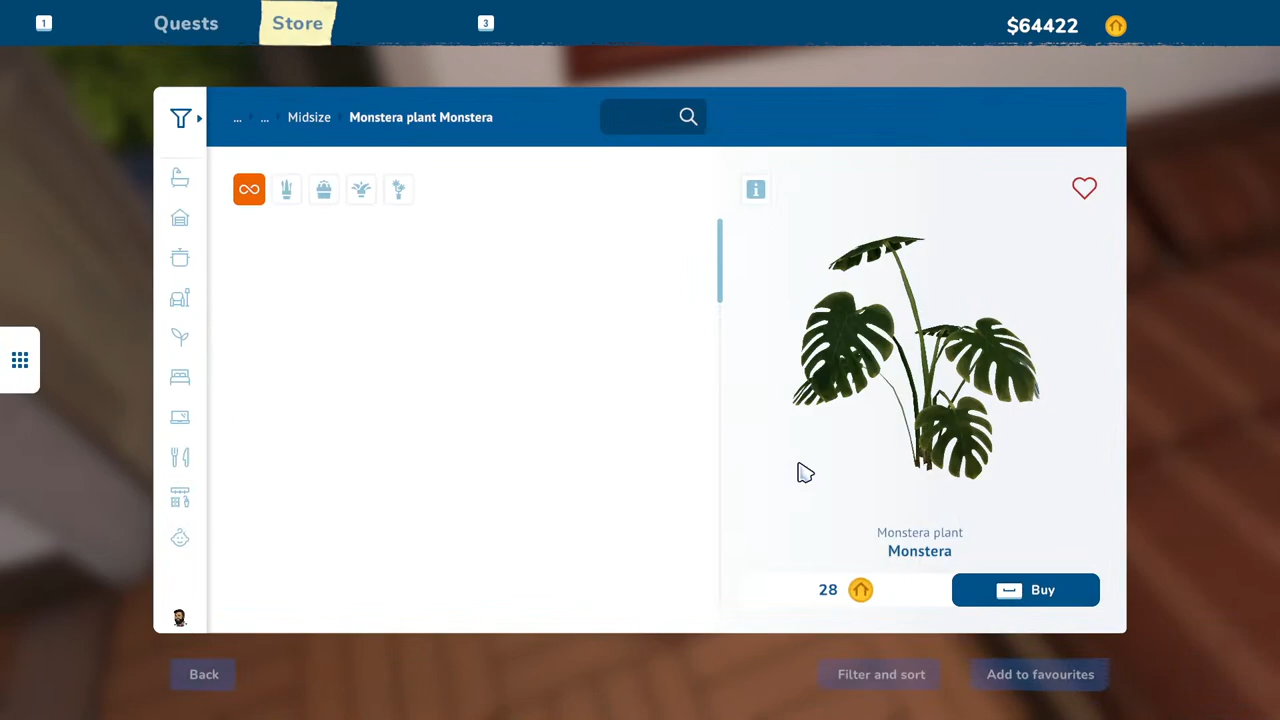 1
Quests
Store
3
$64422
... ... Midsize Monstera plant Monstera
Monstera plant
Monstera
28
Buy
Back
Filter and sort
Add to favourites